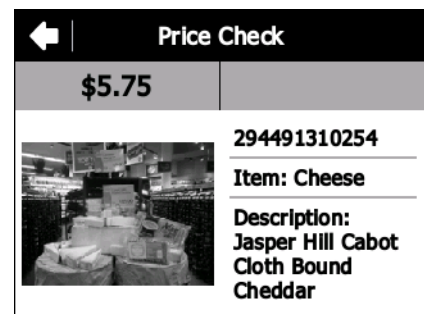 Price Check
$5.75
294491310254
Item: Cheese
Description:
Jasper Hill Cabot
Cloth Bound
Cheddar